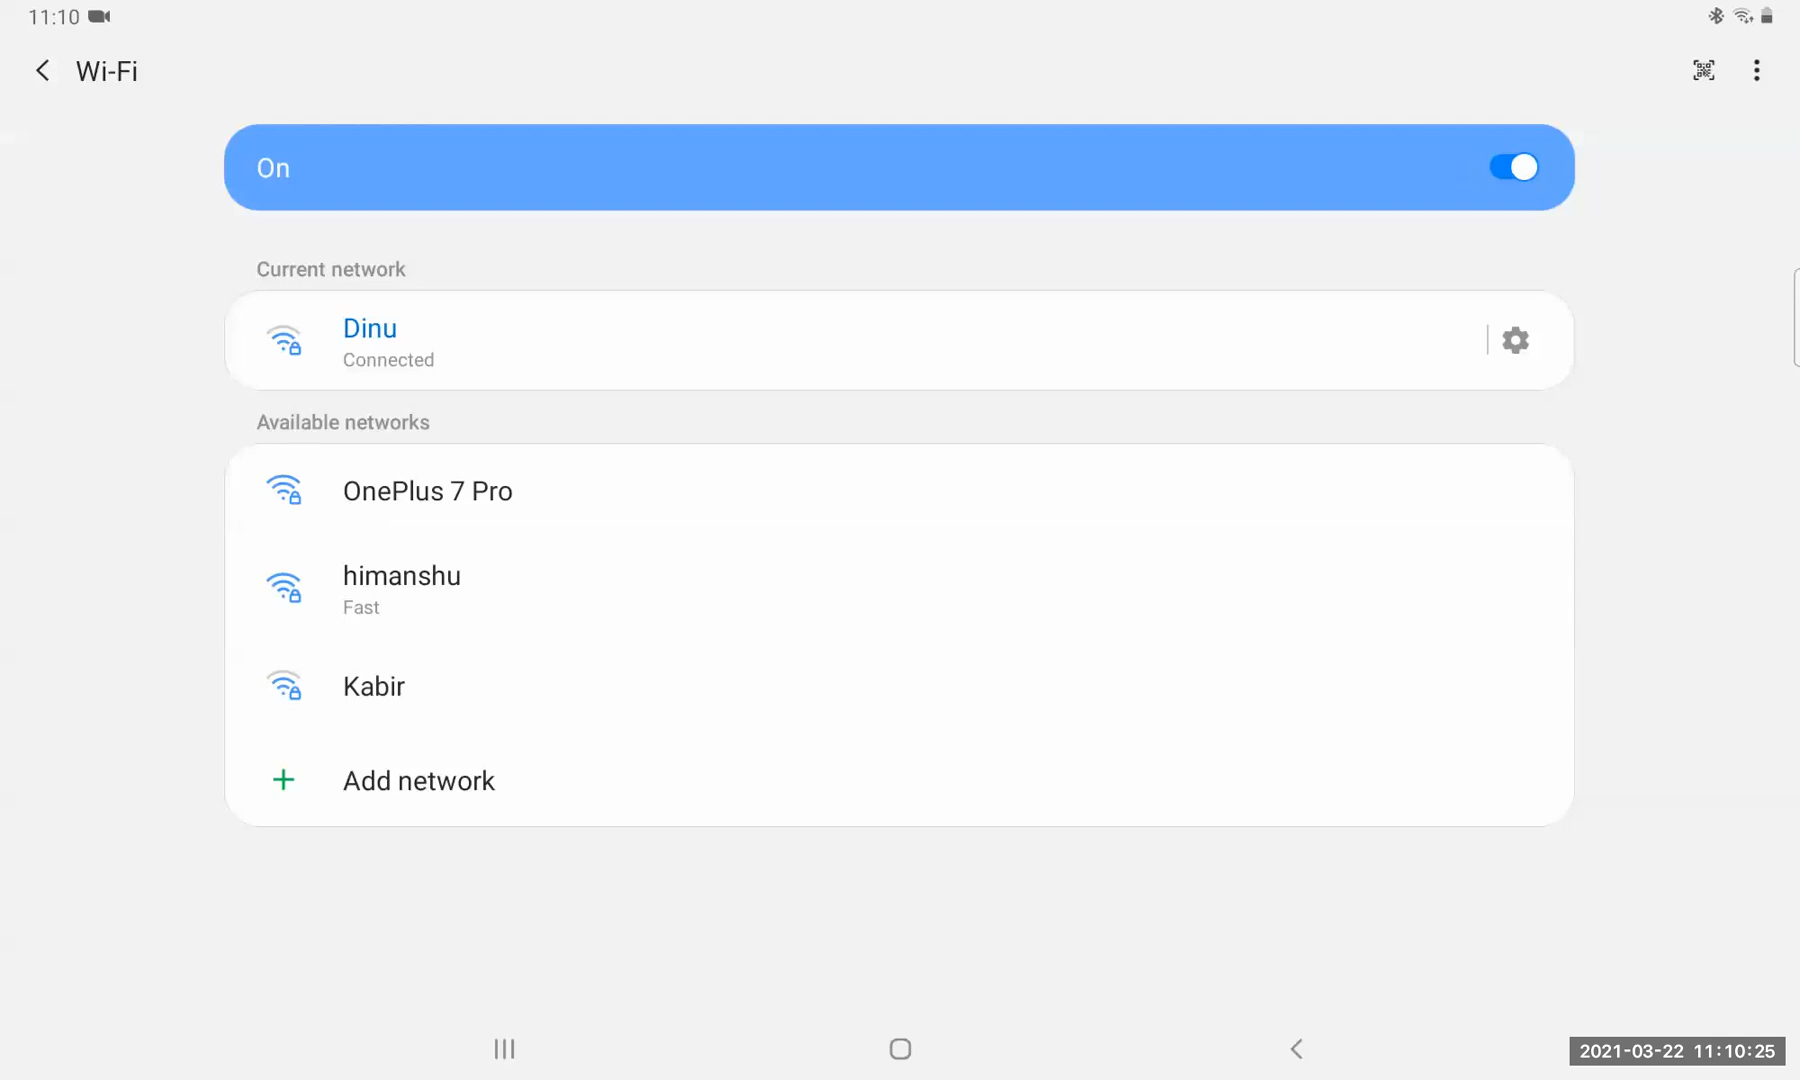 11:10
Wi-Fi
On
Current network
Dinu
Connected
Available networks
OnePlus 7 Pro
himanshu
Fast
Kabir
Add network
2021-03-22 11:10:25